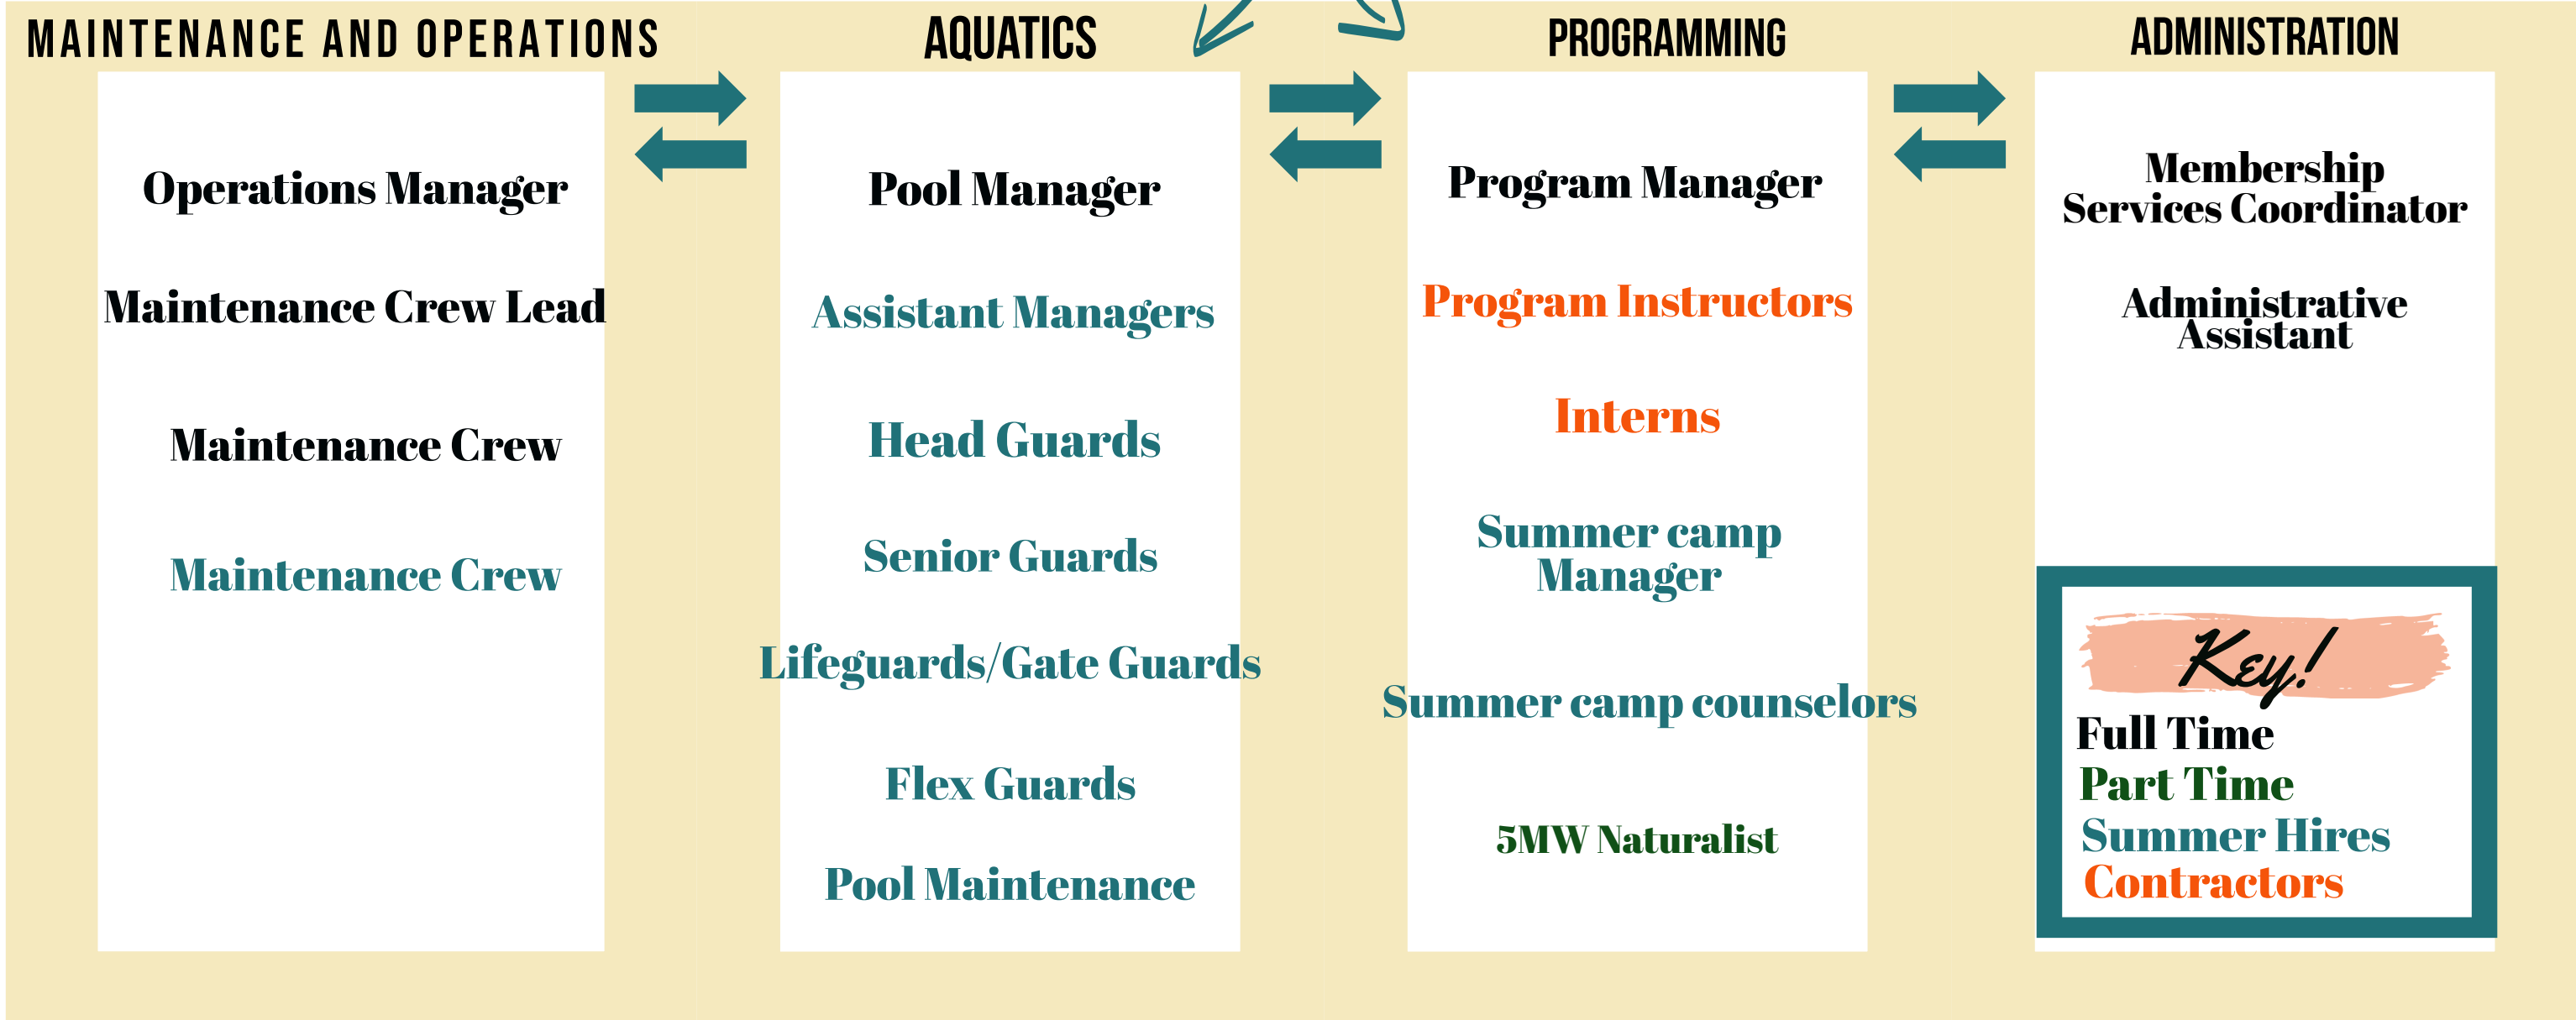 MAINTENANCE AND OPERATIONS
Operations Manager
Maintenance Crew Lead
Maintenance Crew
Maintenance Crew
AQUATICS
Pool Manager
Assistant Managers
Head Guards
Senior Guards
Lifeguards/Gate Guards
Flex Guards
Pool Maintenance
PROGRAMMING
Program Manager
Program Instructors
Interns
Summer camp
Manager
Summer camp counselors
5MW Naturalist
ADMINISTRATION
Membership
Services Coordinator
Administrative
Assistant
Key!
Full Time
Part Time
Summer Hires
Contractors